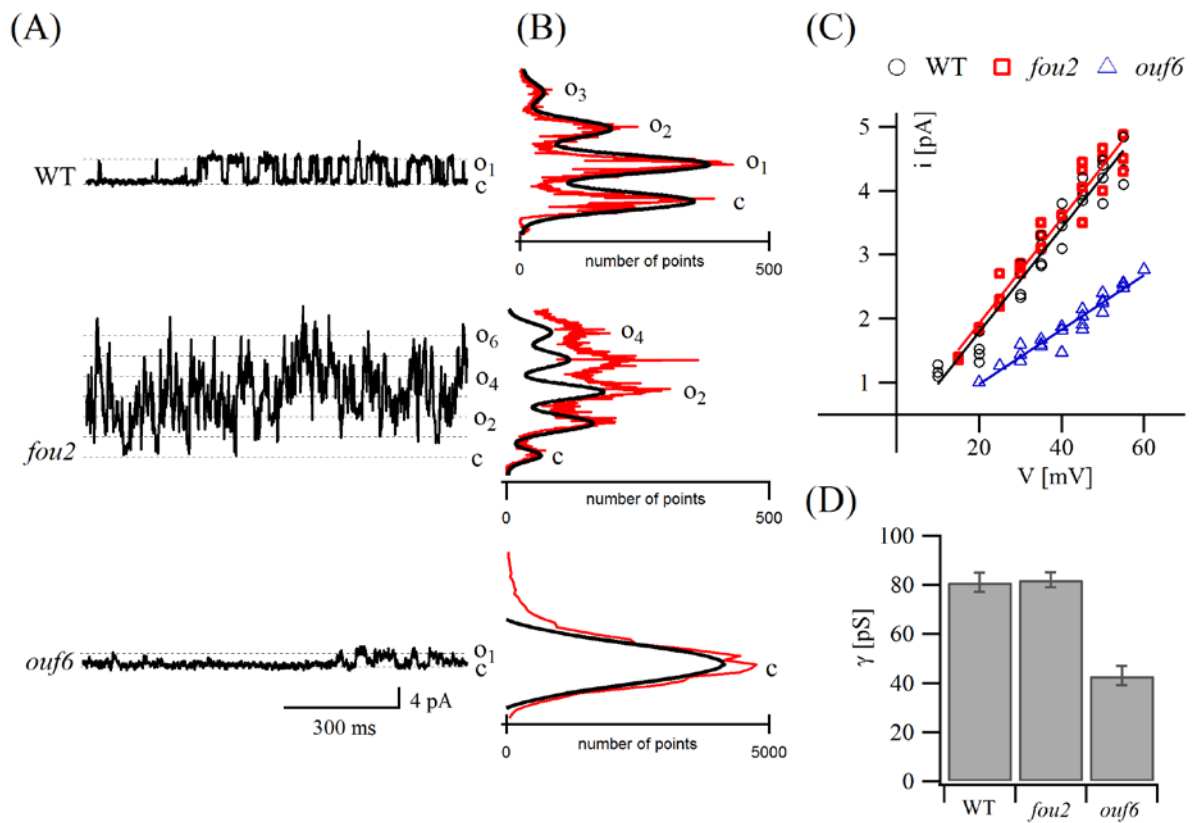 (A)
WT
o1
c
fou2
o6
o4
o2
c
ouf6
o1
c
4 pA
300 ms
(B)
o3
o2
o1
c
0
500
number of points
o4
o2
c
0
500
number of points
c
0
5000
number of points
(C)
WT fou2 ouf6
i [pA]
5
4
3
2
1
20 40 60
V [mV]
(D)
γ [pS]
100
80
60
40
20
0
WT fou2 ouf6